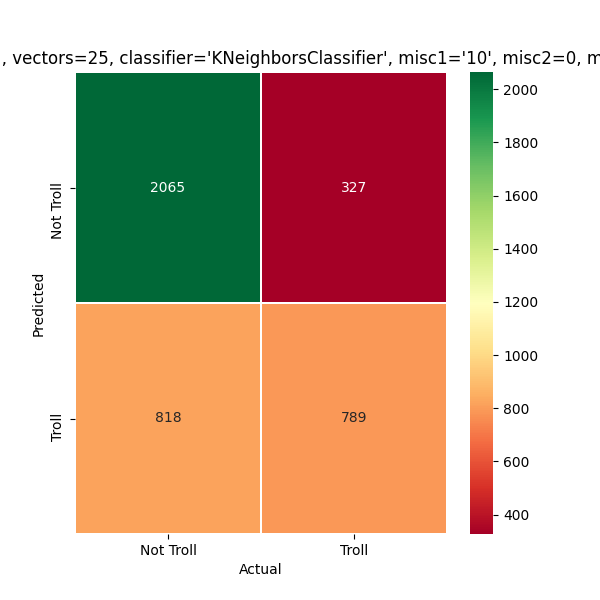 , vectors=25, classifier='KNeighborsClassifier', misc1='10', misc2=0, m
2065 327
818 789
Not Troll
Troll
Predicted
Not Troll Troll
Actual
2000
1800
1600
1400
1200
1000
800
600
400